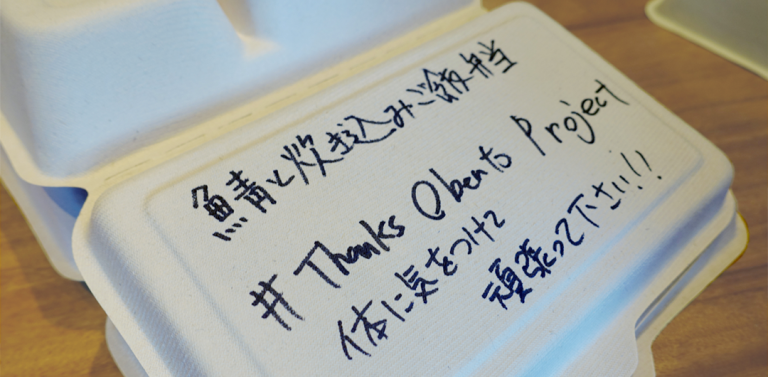 鯖と炊き込みご飯弁当
# Thanks Obento Project
体に気をつけて
頑張って下さい!!